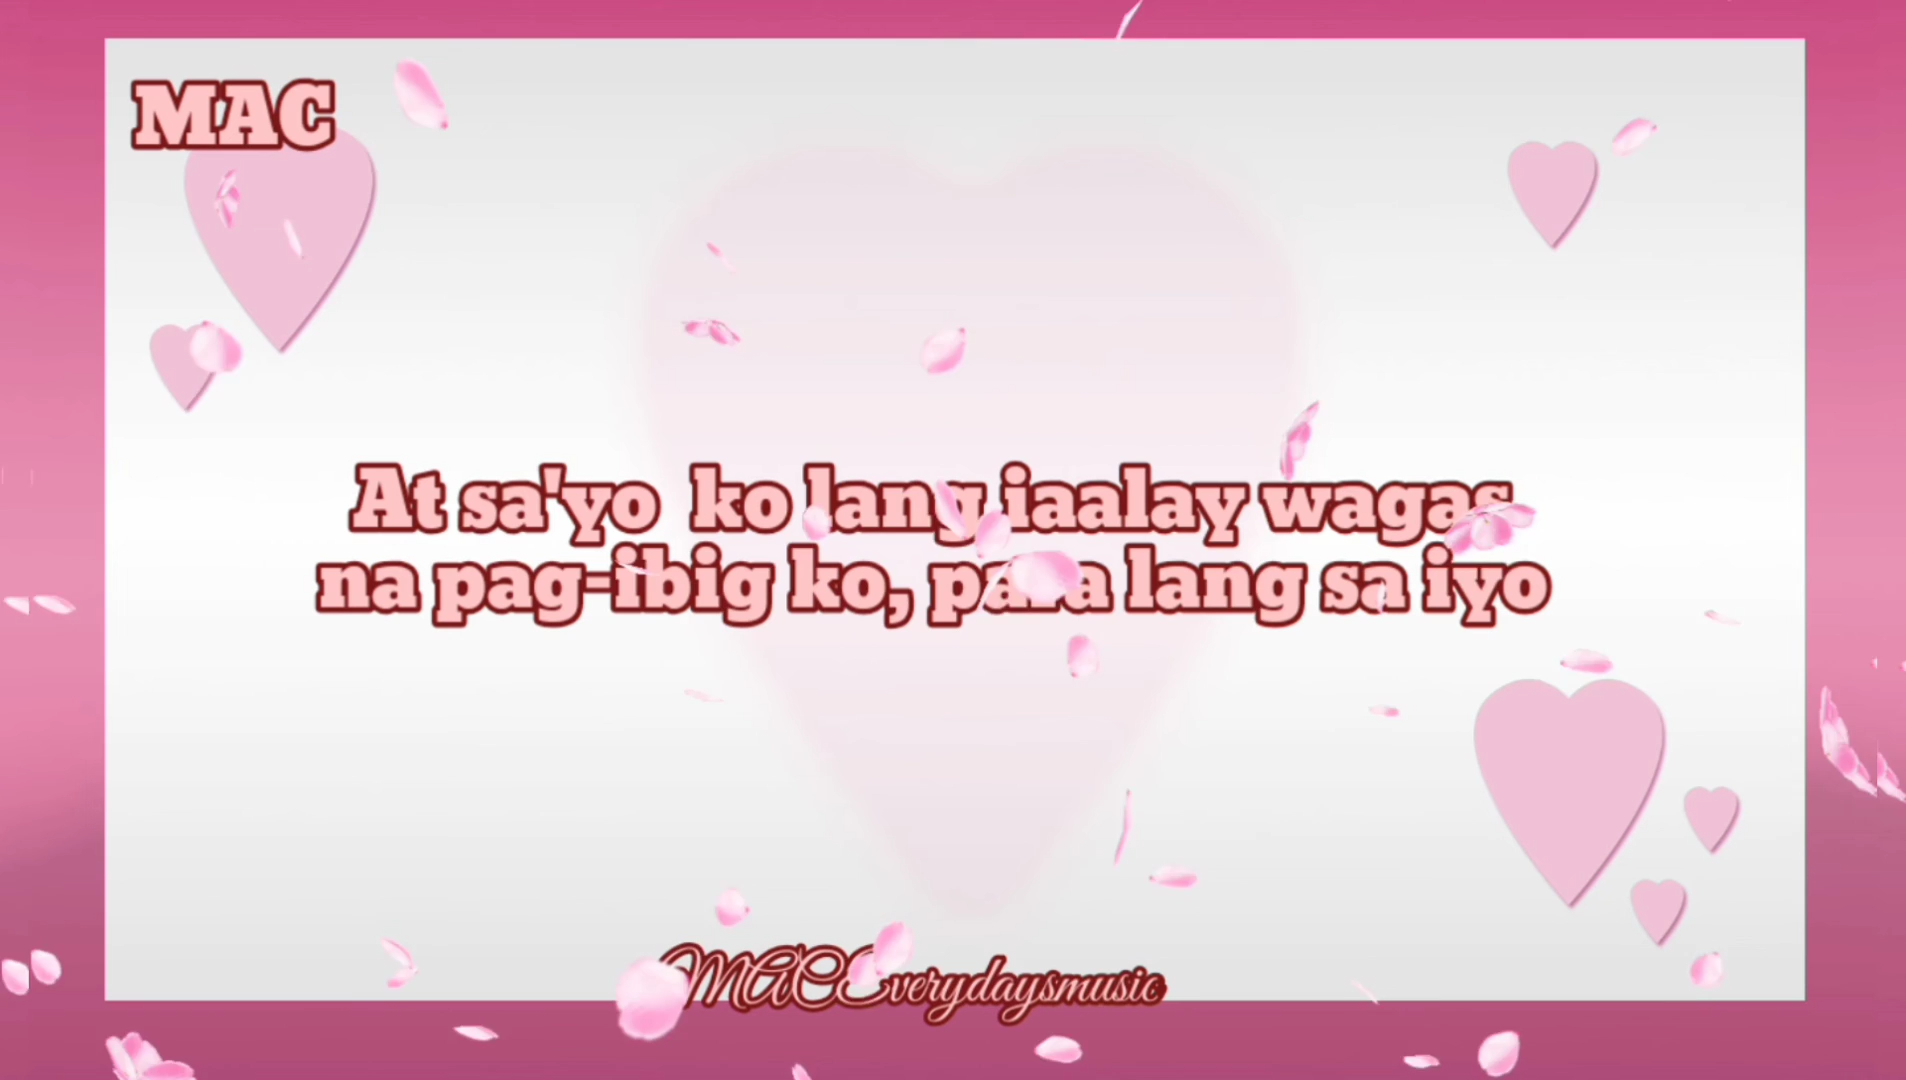 MAC
At sa'yo ko lang iaalay wagas
na pag-ibig ko, para lang sa iyo
MACEverydaysmusic